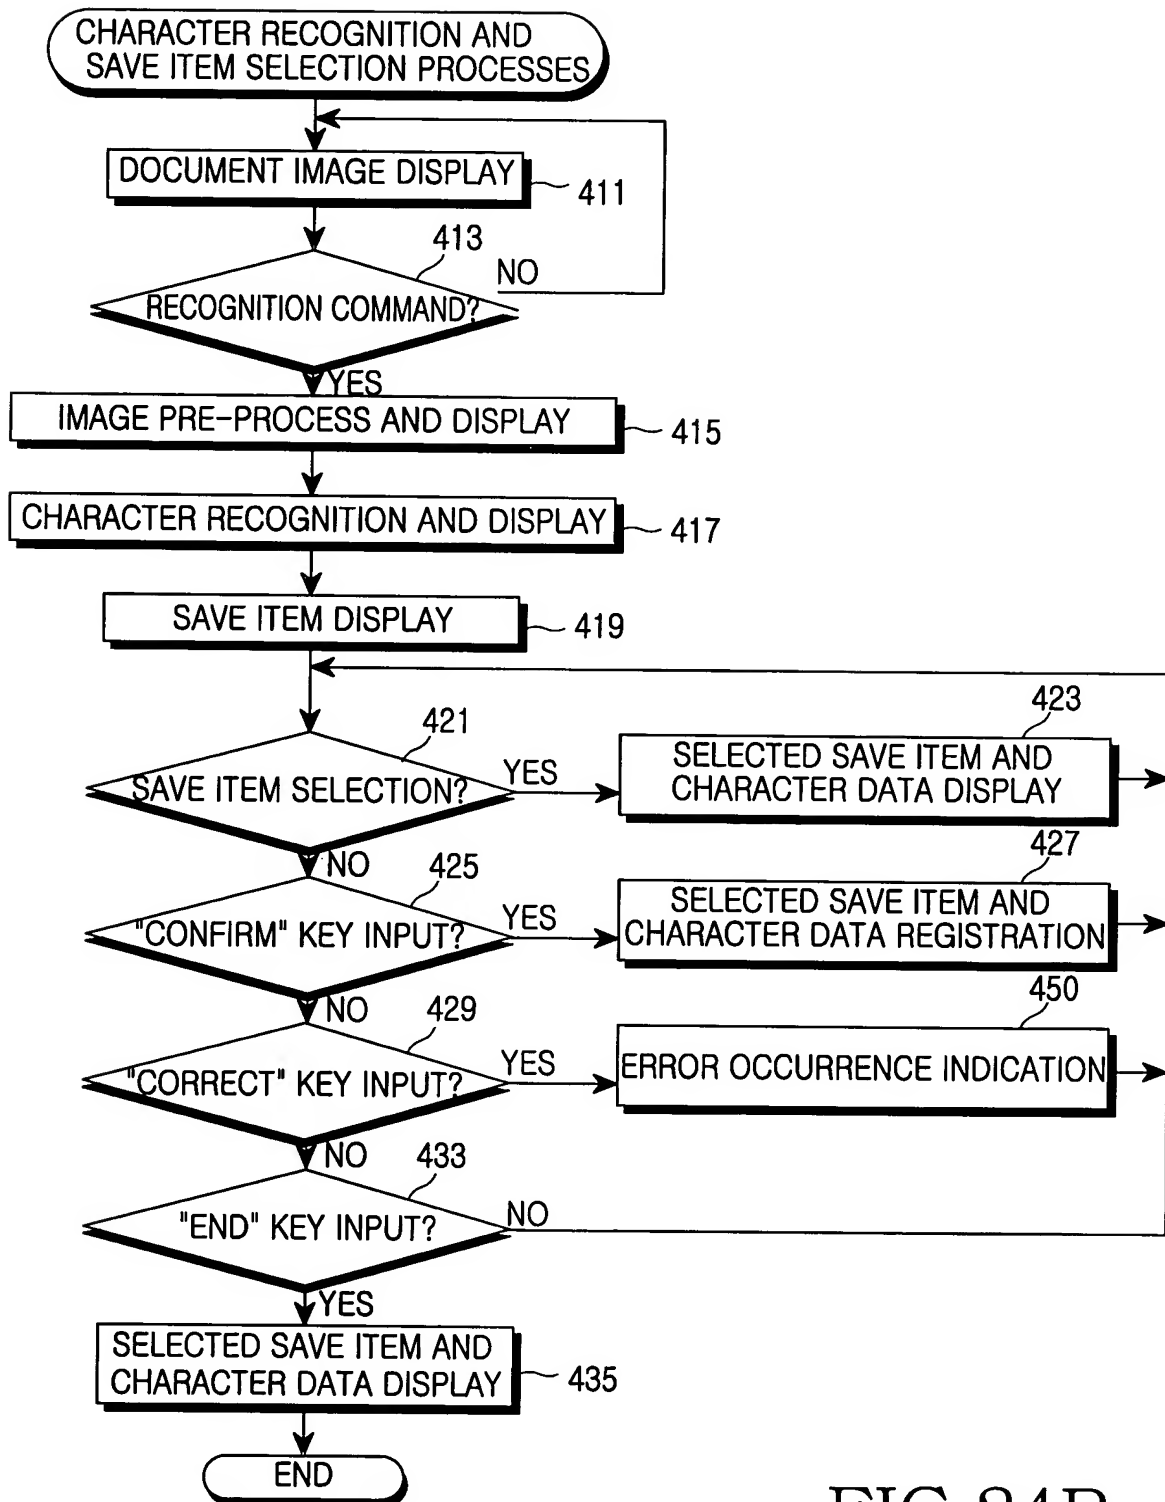 CHARACTER RECOGNITION AND
SAVE ITEM SELECTION PROCESSES
DOCUMENT IMAGE DISPLAY
411
413
NO
RECOGNITION COMMAND?
YES
IMAGE PRE-PROCESS AND DISPLAY
415
CHARACTER RECOGNITION AND DISPLAY
417
SAVE ITEM DISPLAY
419
421
SAVE ITEM SELECTION?
YES
423
SELECTED SAVE ITEM AND
CHARACTER DATA DISPLAY
NO
425
"CONFIRM" KEY INPUT?
YES
427
SELECTED SAVE ITEM AND
CHARACTER DATA REGISTRATION
NO
429
"CORRECT" KEY INPUT?
YES
450
ERROR OCCURRENCE INDICATION
NO
433
"END" KEY INPUT?
NO
YES
SELECTED SAVE ITEM AND
CHARACTER DATA DISPLAY
435
END
FIG.24B